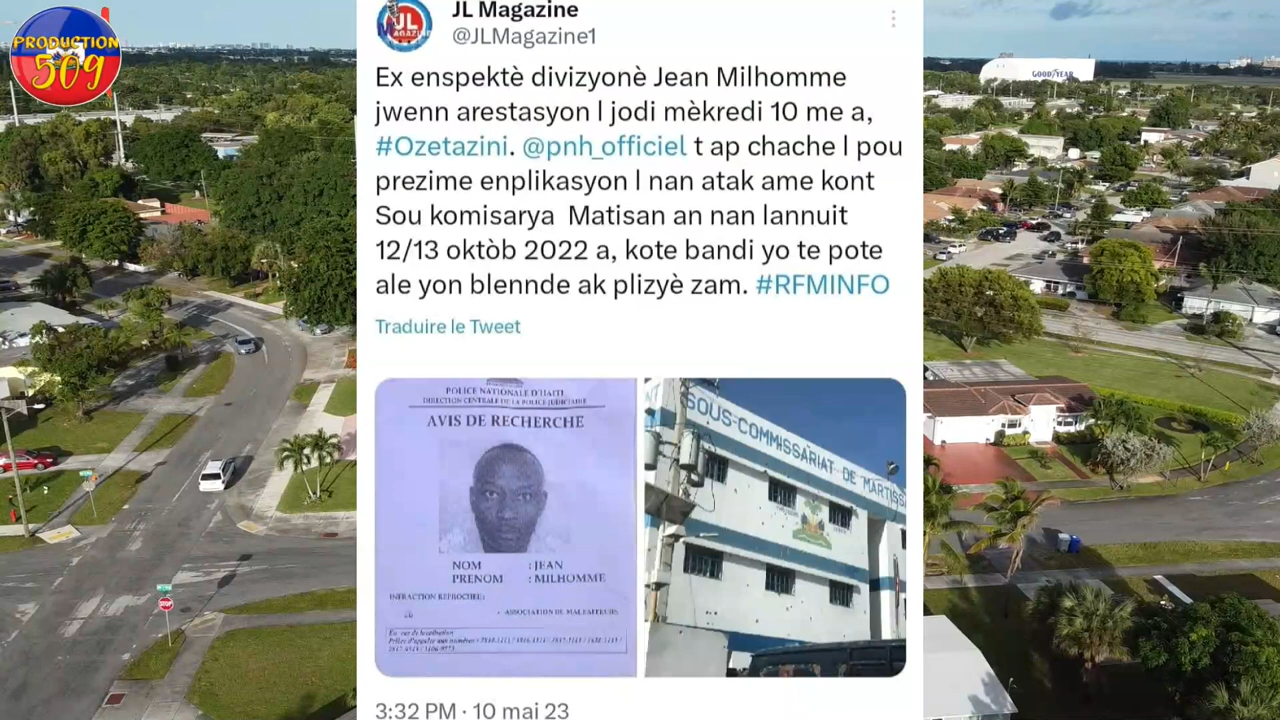 PRODUCTION
509
JL Magazine
@JLMagazine1
Ex enspektè divizyonè Jean Milhomme
jwenn arestasyon l jodi mèkredi 10 me a,
#Ozetazini. @pnh_officiel t ap chache l pou
prezime enplikasyon l nan atak ame kont
Sou komisarya Matisan an nan lannuit
12/13 oktòb 2022 a, kote bandi yo te pote
ale yon blennde ak plizyè zam. #RFMINFO
Traduire le Tweet
POLICE NATIONALE D'HAITI
DIRECTION CENTRALE DE LA POLICE JUDICIAIRE
AVIS DE RECHERCHE
NOM : JEAN
PRENOM : MILHOMME
INFRACTION REPROCHEE:
ASSOCIATION DE MALFAITEURS
SOUS-COMMISSARIAT DE MARTISS
GOODYEAR
3:32 PM · 10 mai 23